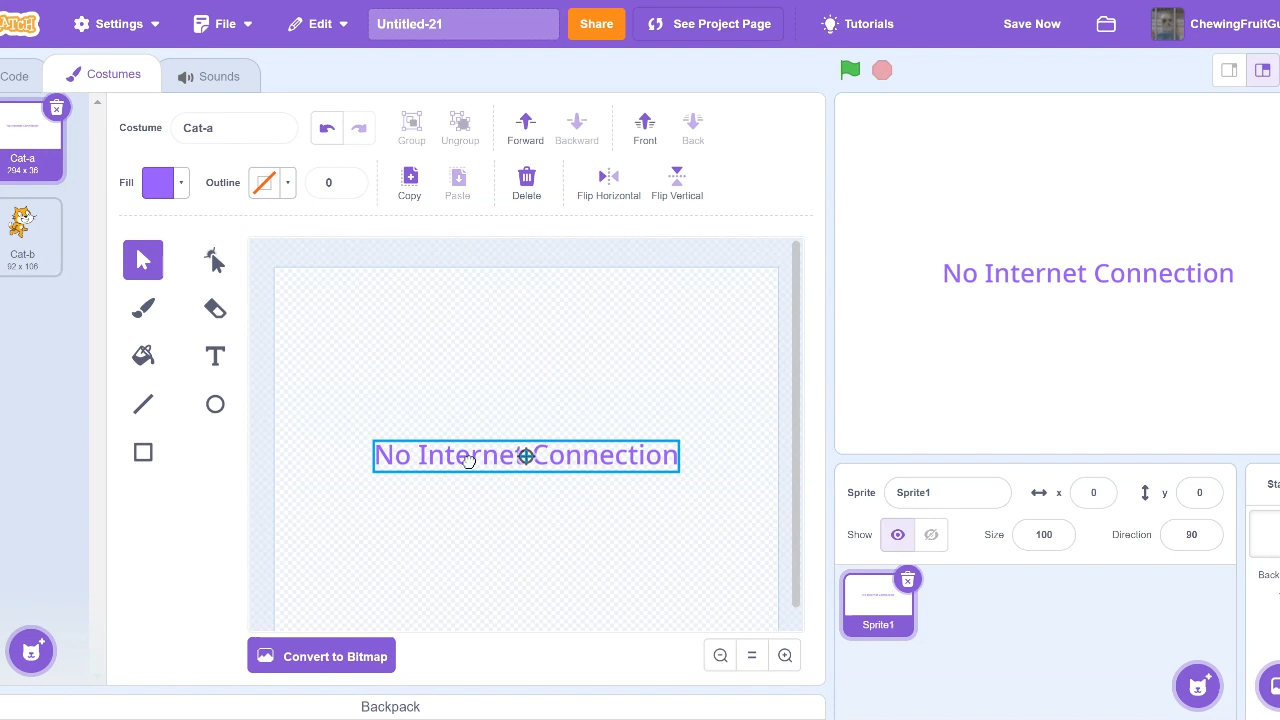 Settings
File
Edit
Untitled-21
Share
See Project Page
Tutorials
Save Now
Code
Costumes
Sounds
Costume
Cat-a
Group
Ungroup
Forward
Backward
Front
Back
Fill
Outline
0
Copy
Paste
Delete
Flip Horizontal
Flip Vertical
Cat-a
294 x 36
Cat-b
92 x 106
No Internet Connection
Convert to Bitmap
Backpack
No Internet Connection
Sprite
Sprite1
x
0
y
0
Show
Size
100
Direction
90
Sprite1